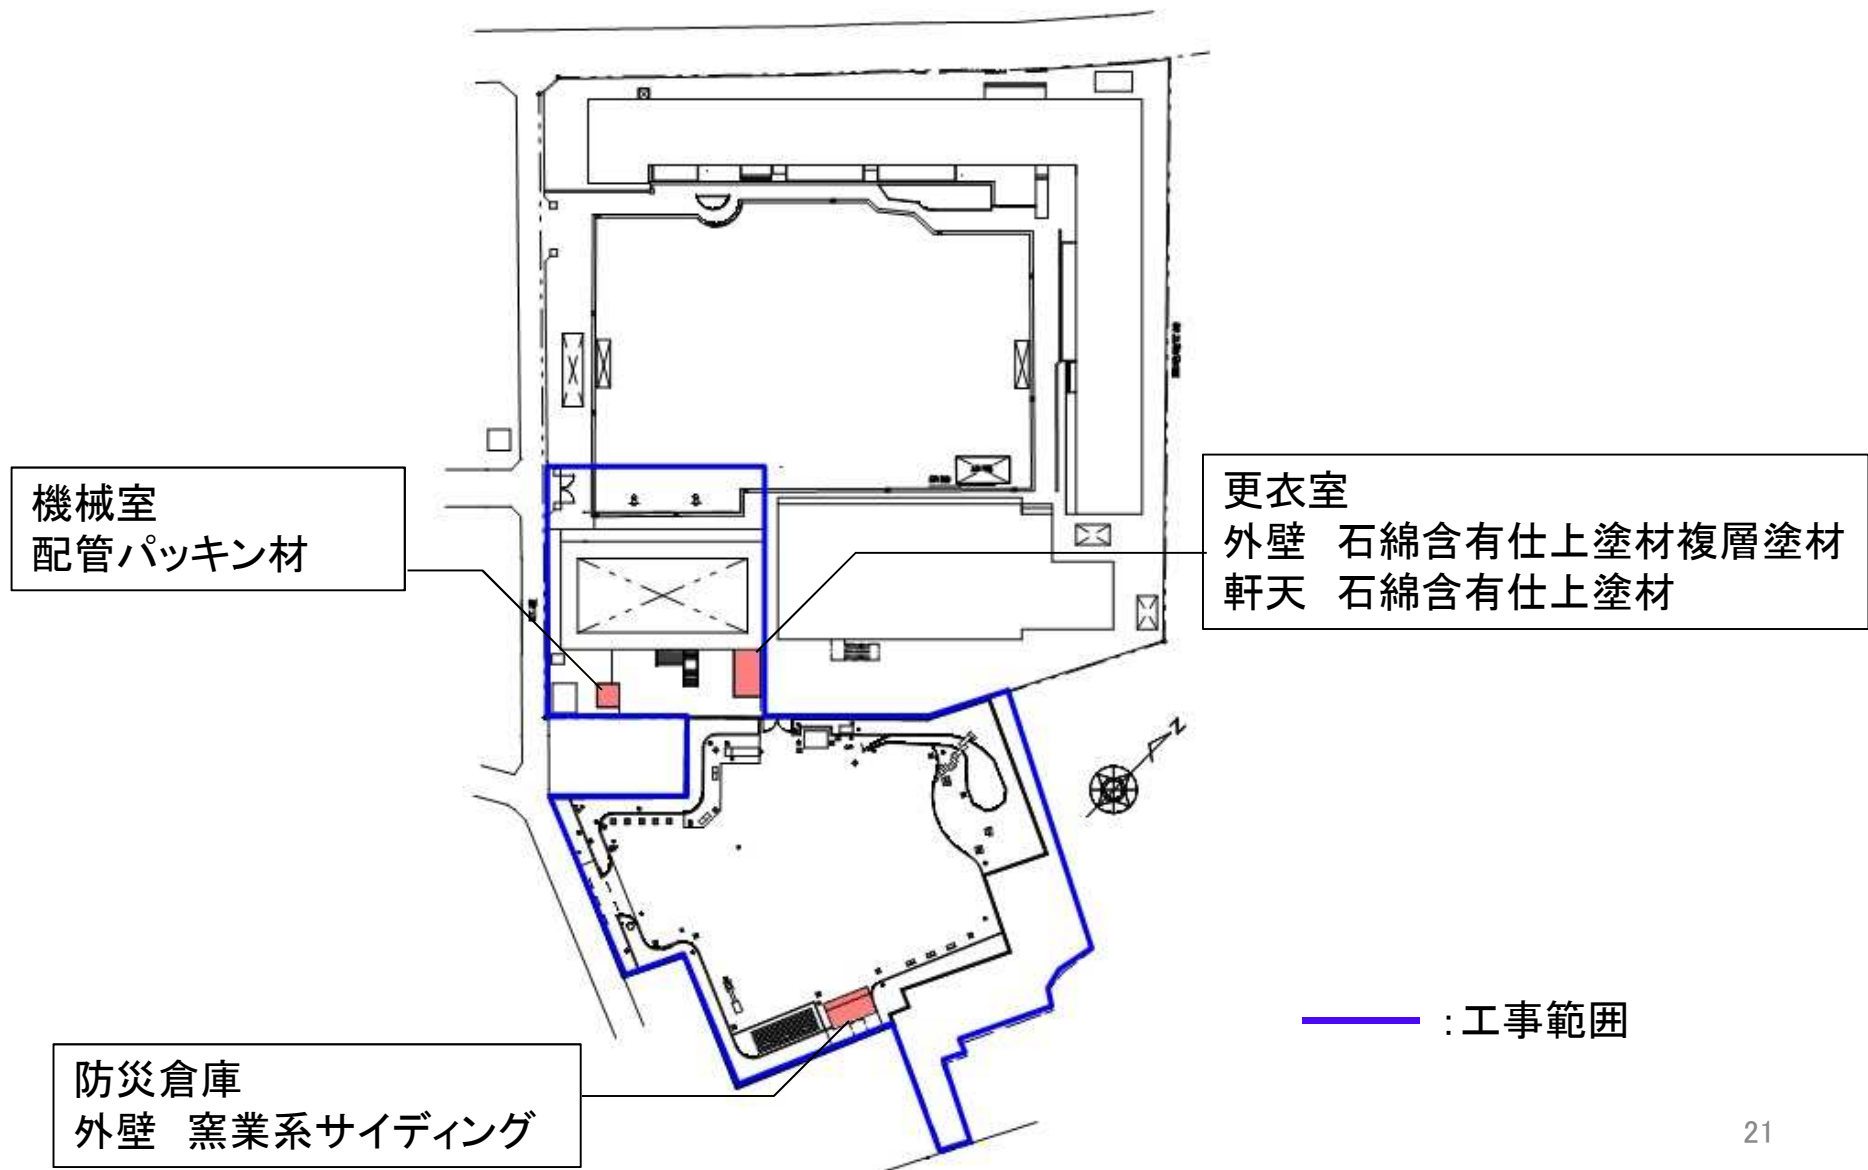 機械室
配管パッキン材
更衣室
外壁　石綿含有仕上塗材複層塗材
軒天　石綿含有仕上塗材
N
:工事範囲
防災倉庫
外壁　窯業系サイディング
21